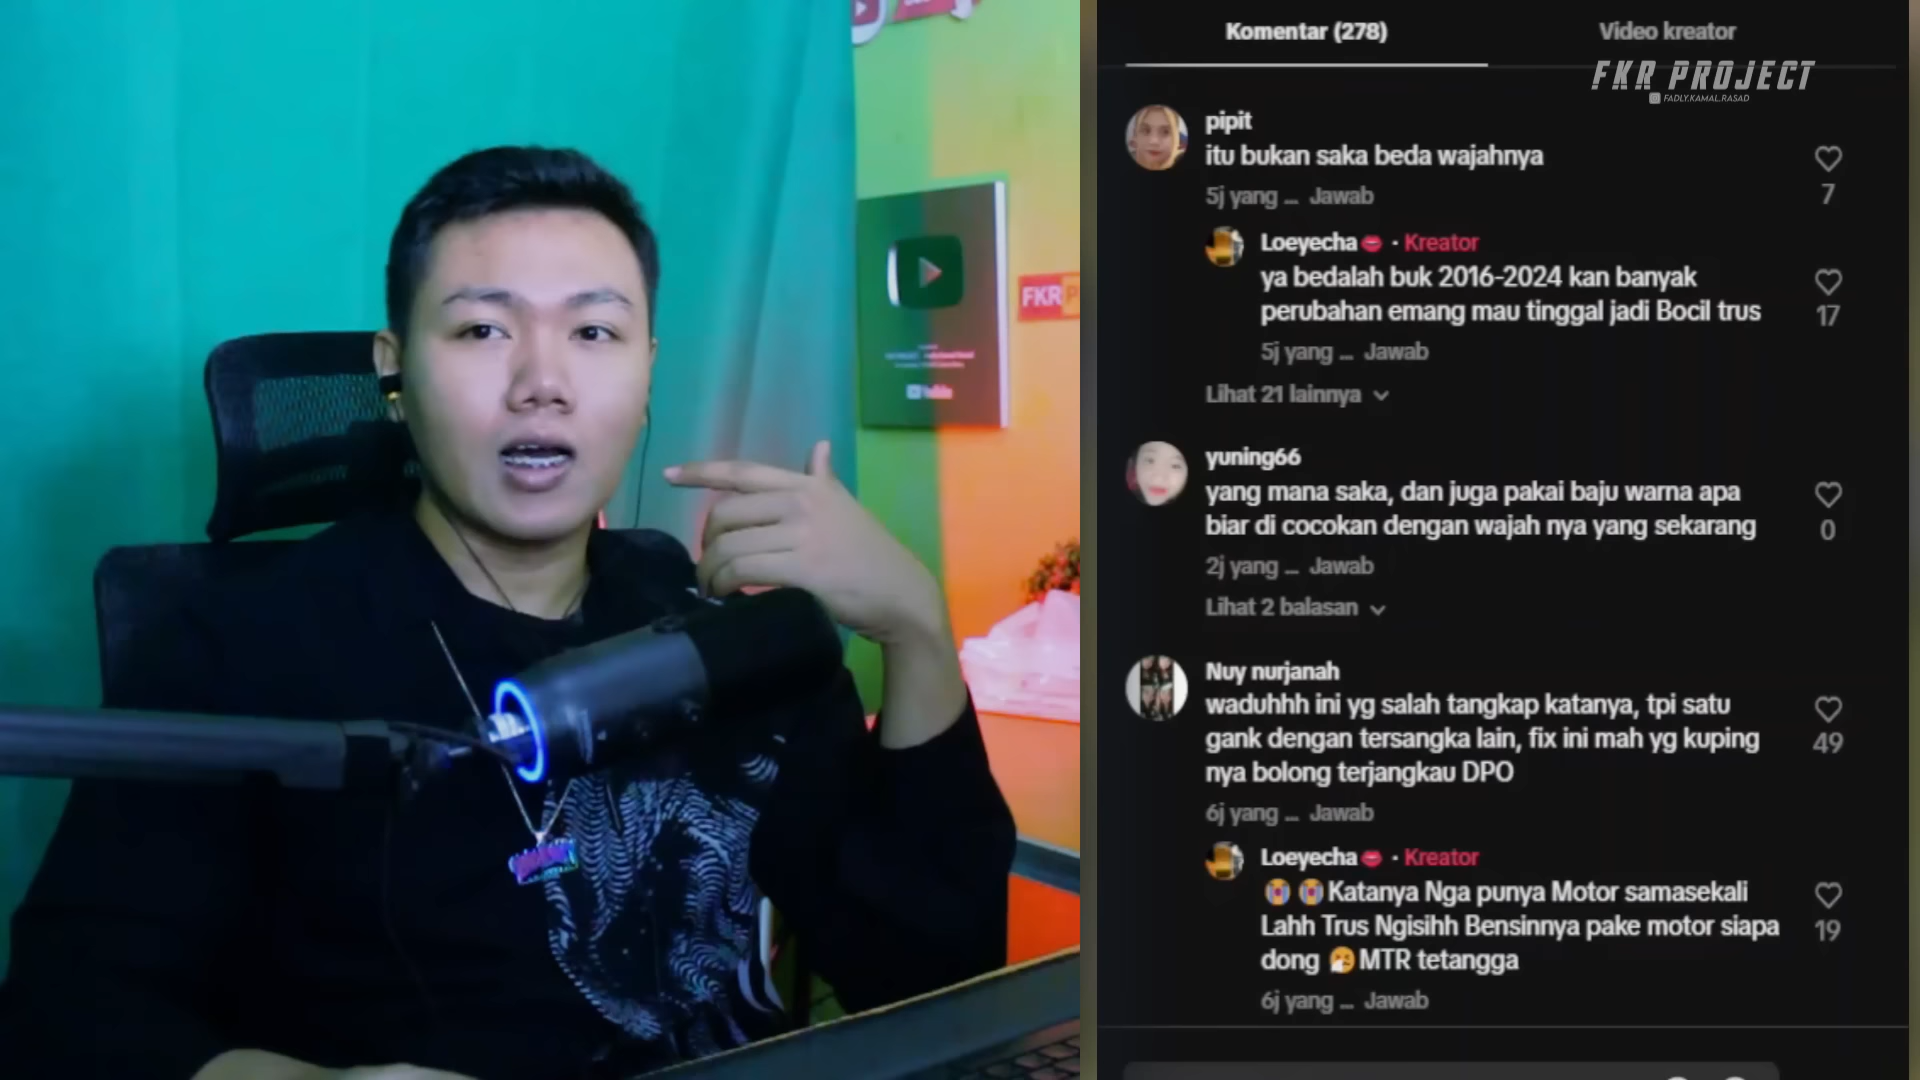 Komentar (278)
Video kreator
FKR PROJECT
FADLY.KAMAL.RASAD
pipit
itu bukan saka beda wajahnya
5j yang ... Jawab
7
Loeyecha💋 · Kreator
ya bedalah buk 2016-2024 kan banyak
perubahan emang mau tinggal jadi Bocil trus
17
5j yang ... Jawab
Lihat 21 lainnya
yuning66
yang mana saka, dan juga pakai baju warna apa
biar di cocokan dengan wajah nya yang sekarang
0
2j yang ... Jawab
Lihat 2 balasan
Nuy nurjanah
waduhhh ini yg salah tangkap katanya, tpi satu
gank dengan tersangka lain, fix ini mah yg kuping
nya bolong terjangkau DPO
49
6j yang ... Jawab
Loeyecha💋 · Kreator
😭😭Katanya Nga punya Motor samasekali
Lahh Trus Ngisihh Bensinnya pake motor siapa
dong 🤧MTR tetangga
19
6j yang ... Jawab
FKR